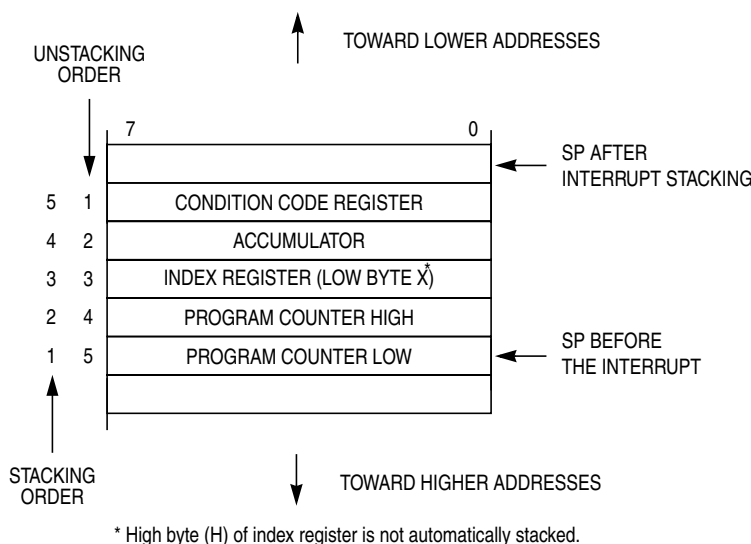 TOWARD LOWER ADDRESSES
UNSTACKING
ORDER
7 0
SP AFTER
INTERRUPT STACKING
5 1 CONDITION CODE REGISTER
4 2 ACCUMULATOR
3 3 INDEX REGISTER (LOW BYTE X*)
2 4 PROGRAM COUNTER HIGH
1 5 PROGRAM COUNTER LOW
SP BEFORE
THE INTERRUPT
STACKING
ORDER
TOWARD HIGHER ADDRESSES
* High byte (H) of index register is not automatically stacked.